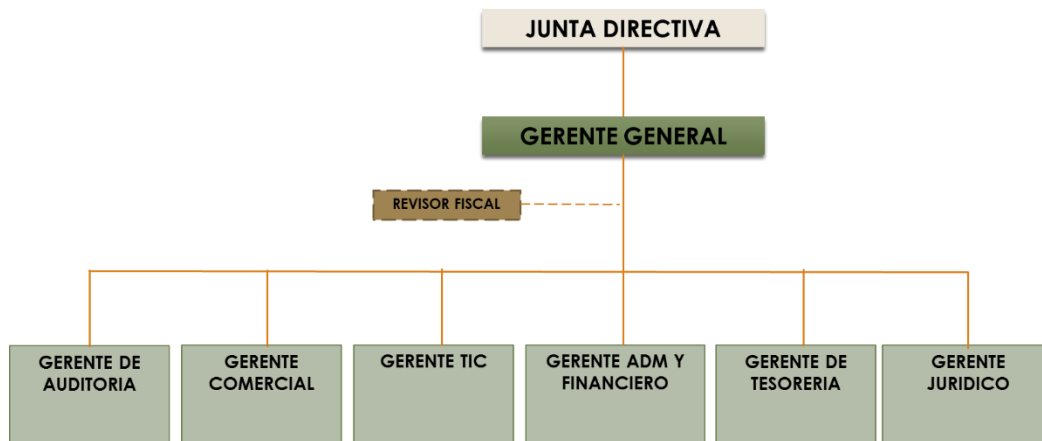 JUNTA DIRECTIVA
GERENTE GENERAL
REVISOR FISCAL
GERENTE DE
AUDITORIA
GERENTE
COMERCIAL
GERENTE TIC
GERENTE ADM Y
FINANCIERO
GERENTE DE
TESORERIA
GERENTE
JURIDICO